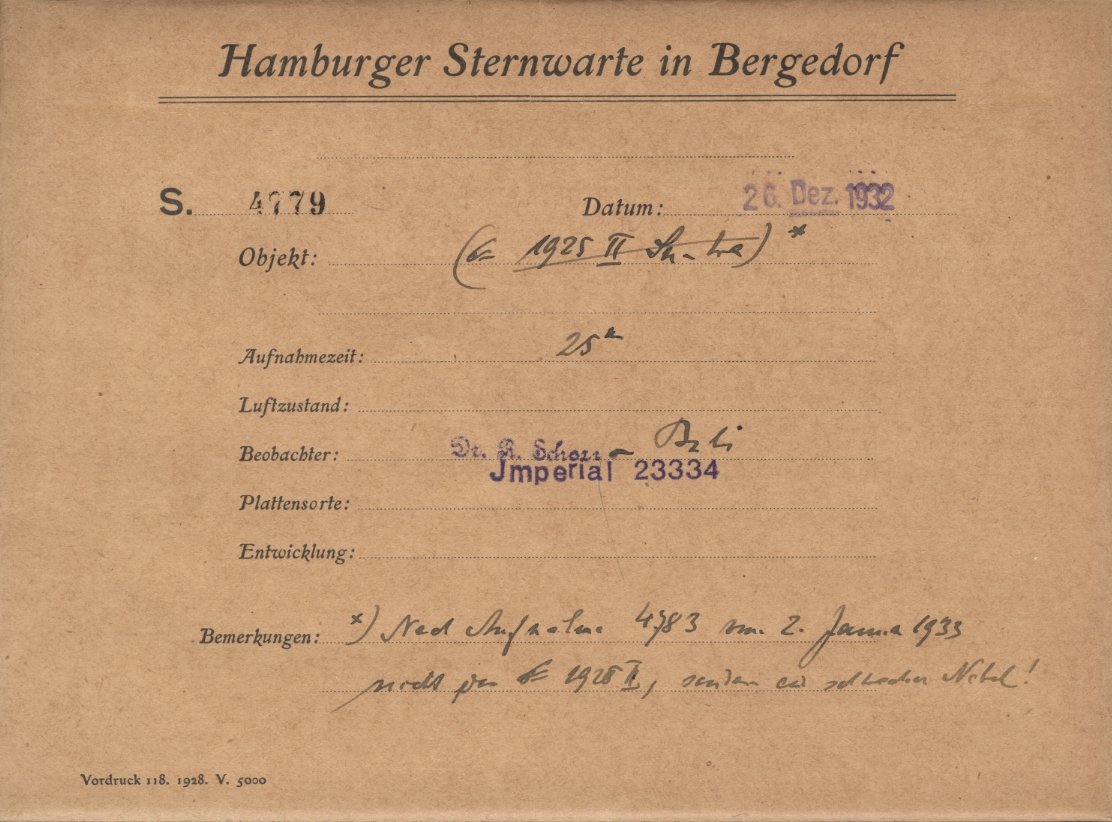 Hamburger Sternwarte in Bergedorf
S. 4779 Datum: 26. Dez. 1932
Objekt: ( 1925 II )*
Aufnahmezeit: 25m
Luftzustand:
Beobachter: Dr. R. Schorr –
Jmperial 23334
Plattensorte:
Entwicklung:
Bemerkungen: *) Nach Aufnahme 4783 vom 2. Januar 1933
nicht 1925 II, sondern ein schwacher Nebel!
Vordruck 118. 1928. V. 5000